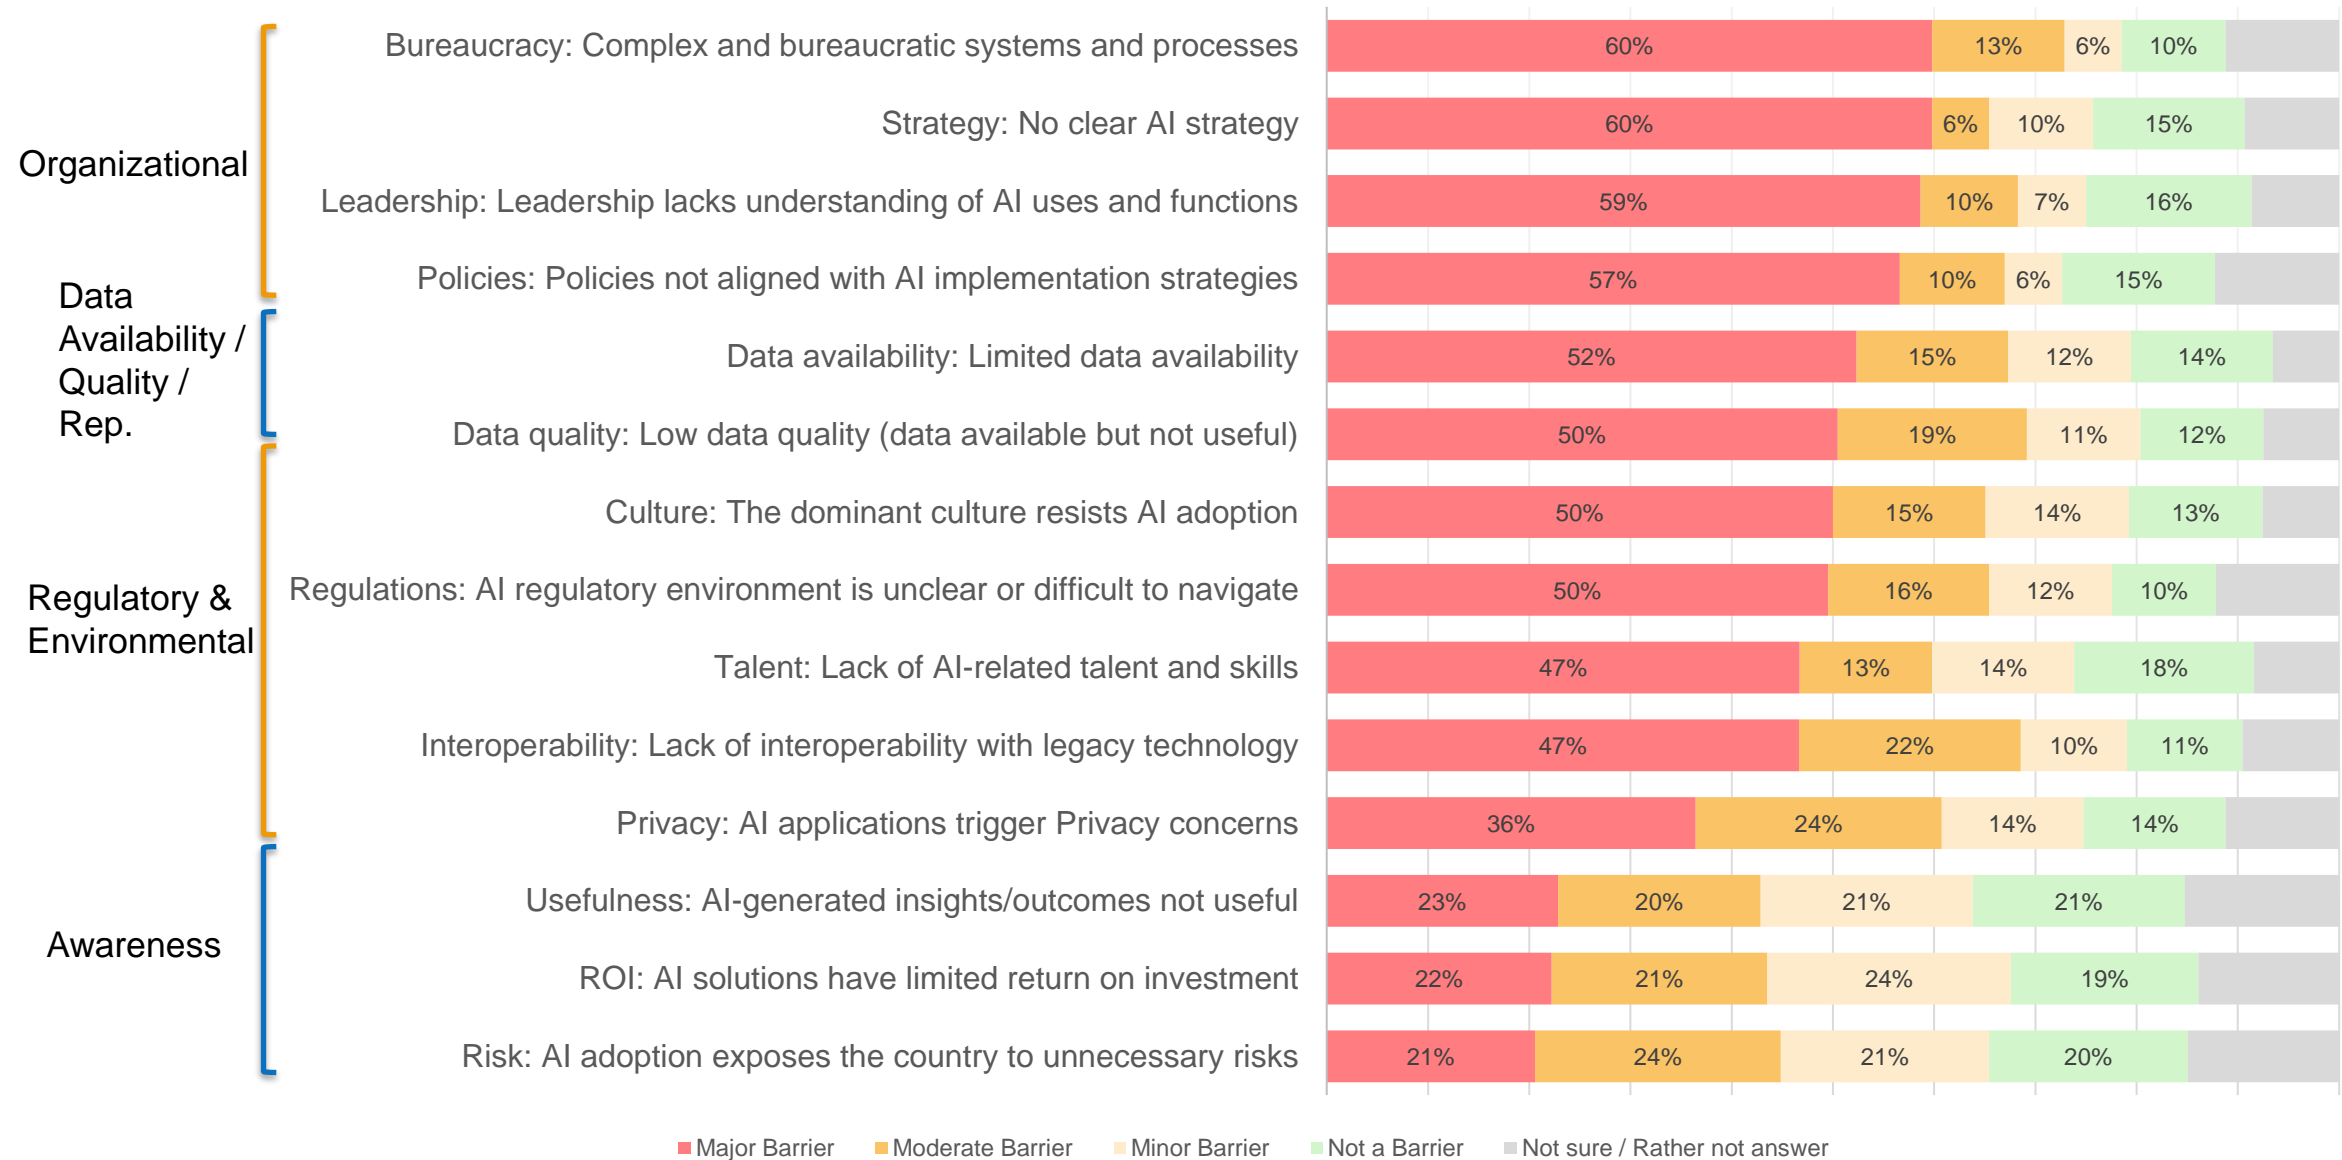 Organizational
Bureaucracy: Complex and bureaucratic systems and processes
60% 13% 6% 10%
Strategy: No clear AI strategy
60% 6% 10% 15%
Leadership: Leadership lacks understanding of AI uses and functions
59% 10% 7% 16%
Policies: Policies not aligned with AI implementation strategies
57% 10% 6% 15%
Data
Availability /
Quality /
Rep.
Data availability: Limited data availability
52% 15% 12% 14%
Data quality: Low data quality (data available but not useful)
50% 19% 11% 12%
Regulatory &
Environmental
Culture: The dominant culture resists AI adoption
50% 15% 14% 13%
Regulations: AI regulatory environment is unclear or difficult to navigate
50% 16% 12% 10%
Talent: Lack of AI-related talent and skills
47% 13% 14% 18%
Interoperability: Lack of interoperability with legacy technology
47% 22% 10% 11%
Privacy: AI applications trigger Privacy concerns
36% 24% 14% 14%
Awareness
Usefulness: AI-generated insights/outcomes not useful
23% 20% 21% 21%
ROI: AI solutions have limited return on investment
22% 21% 24% 19%
Risk: AI adoption exposes the country to unnecessary risks
21% 24% 21% 20%
Major Barrier Moderate Barrier Minor Barrier Not a Barrier Not sure / Rather not answer